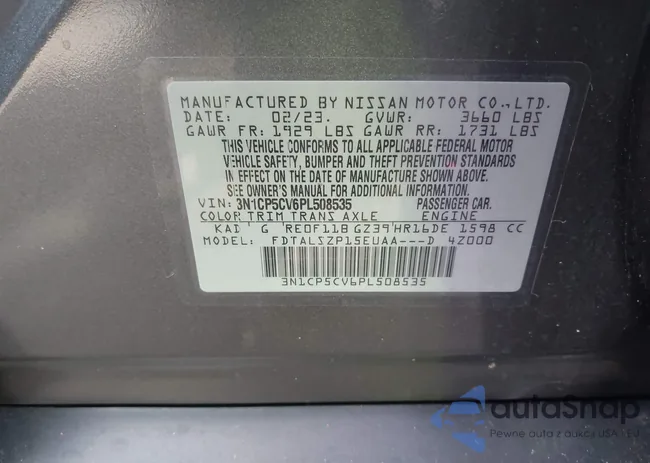 MANUFACTURED BY NISSAN MOTOR CO.,LTD.
DATE: 02/23. GVWR: 3660 LBS
GAWR FR: 1929 LBS GAWR RR: 1731 LBS
THIS VEHICLE CONFORMS TO ALL APPLICABLE FEDERAL MOTOR
VEHICLE SAFETY, BUMPER AND THEFT PREVENTION STANDARDS
IN EFFECT ON THE DATE OF MANUFACTURE SHOWN ABOVE.
SEE OWNER'S MANUAL FOR ADDITIONAL INFORMATION.
VIN: 3N1CP5CV6PL508535 PASSENGER CAR.
COLOR TRIM TRANS AXLE ENGINE
KAD G RE0F11B GZ39 HR16DE 1598 CC
MODEL: FDTALSZP15EUAA---D 4Z000
3N1CP5CV6PL508535
autaSnap
Pewne auta z aukcji USA i EU